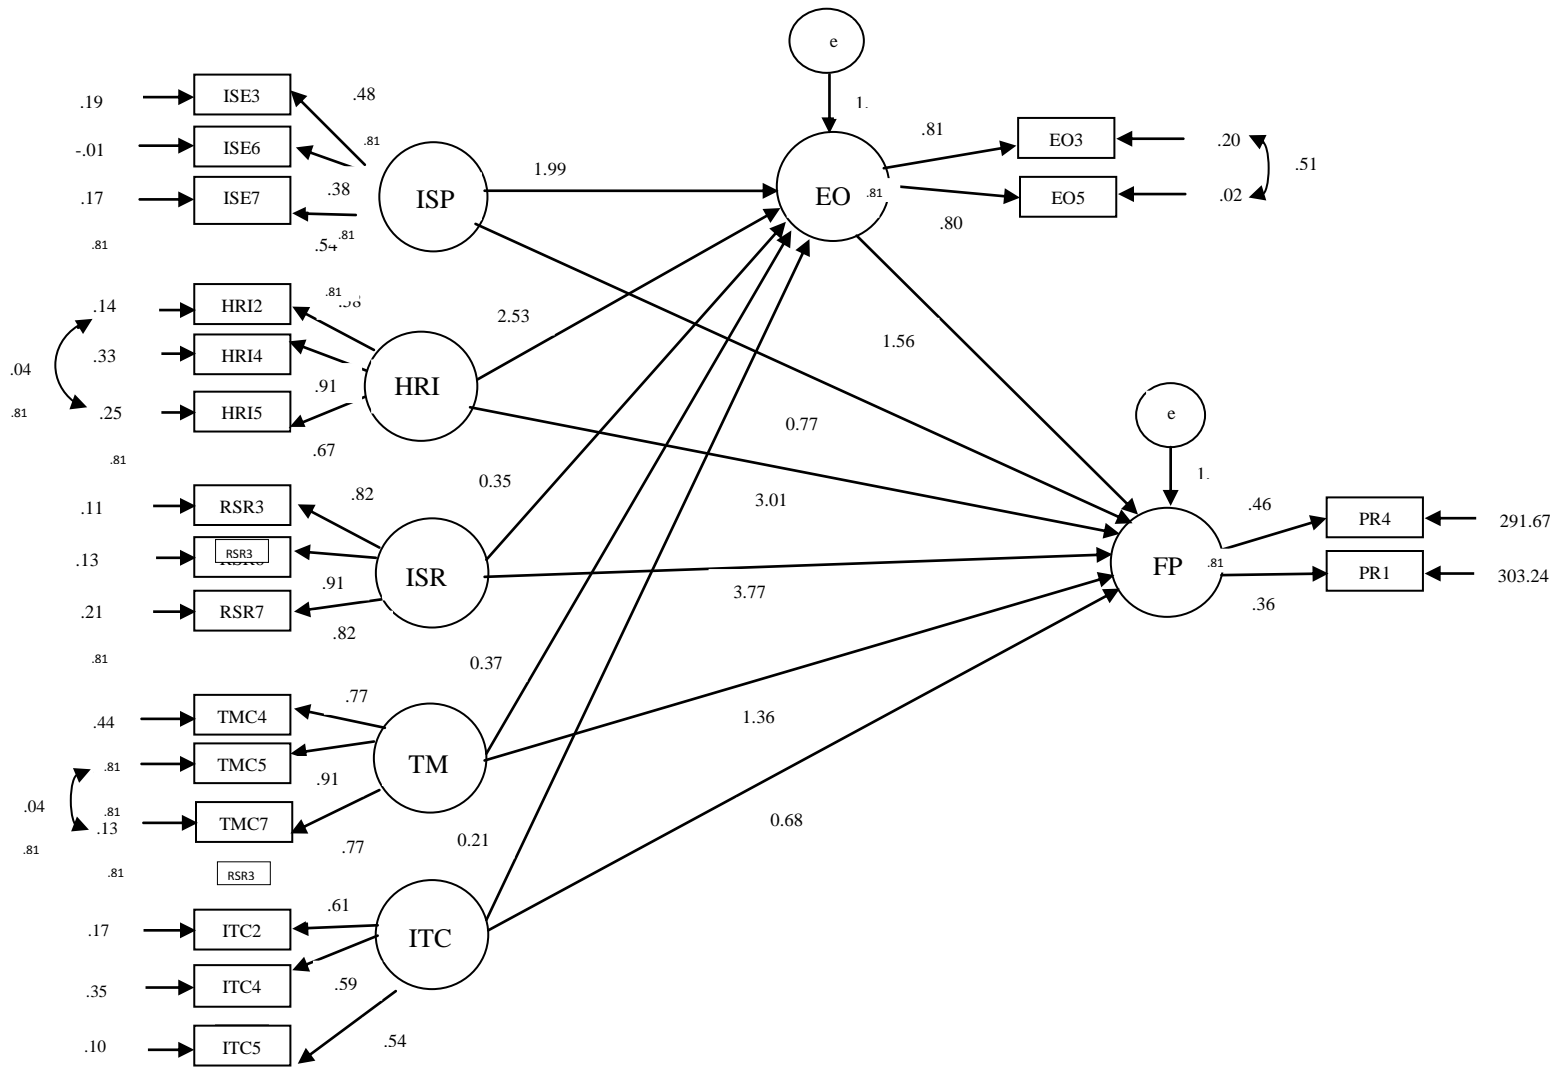 e
1.
.19
ISE3
.48
-.01
ISE6
.81
.17
ISE7
.38
.81
.81
ISP
1.99
EO
.81
.81
EO3
.20
.51
EO5
.02
.80
.14
HRI2
.81
.33
HRI4
.04
.81
.25
HRI5
.91
.67
.81
HRI
2.53
1.56
0.77
3.01
e
1.
.11
RSR3
.82
.13
RSR3
.91
.21
RSR7
.82
.81
ISR
0.35
3.77
FP
.81
.46
PR4
291.67
PR1
303.24
.36
.44
TMC4
.77
.81
TMC5
.91
.04
.81
.81
.13
TMC7
.77
.81
RSR3
TM
0.37
1.36
.17
ITC2
.61
.35
ITC4
.59
.10
ITC5
.54
ITC
0.21
0.68